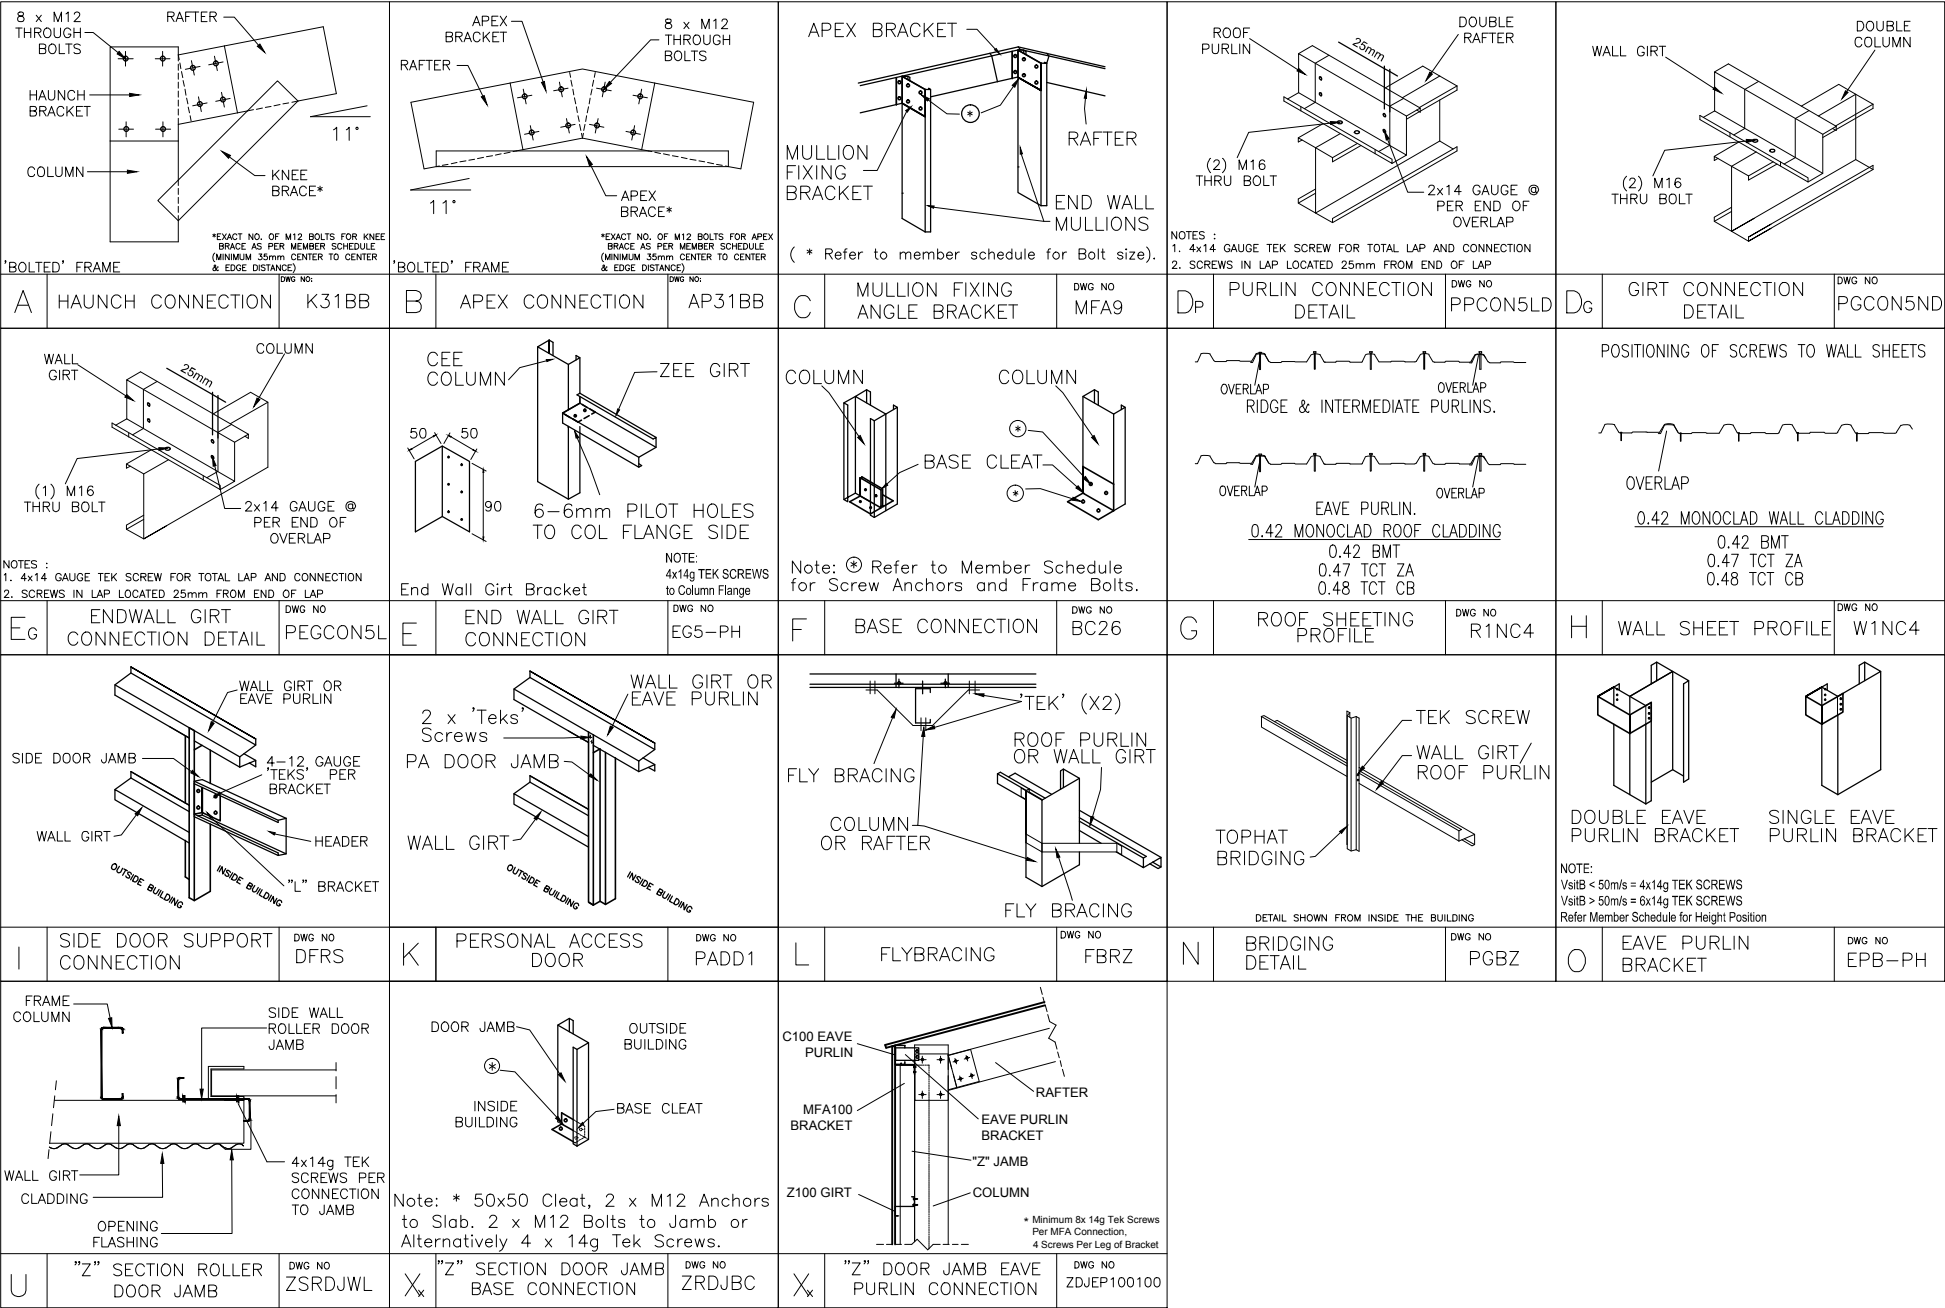 8 x M12
THROUGH
BOLTS
RAFTER
HAUNCH
BRACKET
11°
COLUMN
KNEE
BRACE*
*EXACT NO. OF M12 BOLTS FOR KNEE
BRACE AS PER MEMBER SCHEDULE
(MINIMUM 35mm CENTER TO CENTER
& EDGE DISTANCE)
'BOLTED' FRAME
A
HAUNCH CONNECTION
DWG NO:
K31BB
APEX
BRACKET
8 x M12
THROUGH
BOLTS
RAFTER
11°
APEX
BRACE*
*EXACT NO. OF M12 BOLTS FOR APEX
BRACE AS PER MEMBER SCHEDULE
(MINIMUM 35mm CENTER TO CENTER
& EDGE DISTANCE)
'BOLTED' FRAME
B
APEX CONNECTION
DWG NO:
AP31BB
APEX BRACKET
*
RAFTER
MULLION
FIXING
BRACKET
END WALL
MULLIONS
( * Refer to member schedule for Bolt size).
C
MULLION FIXING
ANGLE BRACKET
DWG NO
MFA9
ROOF
PURLIN
25mm
DOUBLE
RAFTER
(2) M16
THRU BOLT
2x14 GAUGE @
PER END OF
OVERLAP
NOTES :
1. 4x14 GAUGE TEK SCREW FOR TOTAL LAP AND CONNECTION
2. SCREWS IN LAP LOCATED 25mm FROM END OF LAP
DP
PURLIN CONNECTION
DETAIL
DWG NO
PPCON5LD
WALL GIRT
DOUBLE
COLUMN
(2) M16
THRU BOLT
DG
GIRT CONNECTION
DETAIL
DWG NO
PGCON5ND
WALL
GIRT
25mm
COLUMN
(1) M16
THRU BOLT
2x14 GAUGE @
PER END OF
OVERLAP
NOTES :
1. 4x14 GAUGE TEK SCREW FOR TOTAL LAP AND CONNECTION
2. SCREWS IN LAP LOCATED 25mm FROM END OF LAP
EG
ENDWALL GIRT
CONNECTION DETAIL
DWG NO
PEGCON5L
CEE
COLUMN
ZEE GIRT
50
50
90
6-6mm PILOT HOLES
TO COL FLANGE SIDE
NOTE:
4x14g TEK SCREWS
to Column Flange
End Wall Girt Bracket
E
END WALL GIRT
CONNECTION
DWG NO
EG5-PH
COLUMN
COLUMN
*
BASE CLEAT
*
Note: * Refer to Member Schedule
for Screw Anchors and Frame Bolts.
F
BASE CONNECTION
DWG NO
BC26
OVERLAP
OVERLAP
RIDGE & INTERMEDIATE PURLINS.
OVERLAP
OVERLAP
EAVE PURLIN.
0.42 MONOCLAD ROOF CLADDING
0.42 BMT
0.47 TCT ZA
0.48 TCT CB
G
ROOF SHEETING
PROFILE
DWG NO
R1NC4
POSITIONING OF SCREWS TO WALL SHEETS
OVERLAP
0.42 MONOCLAD WALL CLADDING
0.42 BMT
0.47 TCT ZA
0.48 TCT CB
H
WALL SHEET PROFILE
DWG NO
W1NC4
WALL GIRT OR
EAVE PURLIN
SIDE DOOR JAMB
4-12, GAUGE
'TEKS' PER
BRACKET
WALL GIRT
HEADER
"L" BRACKET
OUTSIDE BUILDING
INSIDE BUILDING
I
SIDE DOOR SUPPORT
CONNECTION
DWG NO
DFRS
WALL GIRT OR
EAVE PURLIN
2 x 'Teks'
Screws
PA DOOR JAMB
WALL GIRT
OUTSIDE BUILDING
INSIDE BUILDING
K
PERSONAL ACCESS
DOOR
DWG NO
PADD1
'TEK' (X2)
FLY BRACING
ROOF PURLIN
OR WALL GIRT
COLUMN
OR RAFTER
FLY BRACING
L
FLYBRACING
DWG NO
FBRZ
TEK SCREW
WALL GIRT/
ROOF PURLIN
TOPHAT
BRIDGING
DETAIL SHOWN FROM INSIDE THE BUILDING
N
BRIDGING
DETAIL
DWG NO
PGBZ
DOUBLE EAVE
PURLIN BRACKET
SINGLE EAVE
PURLIN BRACKET
NOTE:
VsitB < 50m/s = 4x14g TEK SCREWS
VsitB > 50m/s = 6x14g TEK SCREWS
Refer Member Schedule for Height Position
O
EAVE PURLIN
BRACKET
DWG NO
EPB-PH
FRAME
COLUMN
SIDE WALL
ROLLER DOOR
JAMB
WALL GIRT
CLADDING
OPENING
FLASHING
4x14g TEK
SCREWS PER
CONNECTION
TO JAMB
U
"Z" SECTION ROLLER
DOOR JAMB
DWG NO
ZSRDJWL
DOOR JAMB
OUTSIDE
BUILDING
*
INSIDE
BUILDING
BASE CLEAT
Note: * 50x50 Cleat, 2 x M12 Anchors
to Slab. 2 x M12 Bolts to Jamb or
Alternatively 4 x 14g Tek Screws.
Xx
"Z" SECTION DOOR JAMB
BASE CONNECTION
DWG NO
ZRDJBC
C100 EAVE
PURLIN
RAFTER
MFA100
BRACKET
EAVE PURLIN
BRACKET
"Z" JAMB
Z100 GIRT
COLUMN
* Minimum 8x 14g Tek Screws
Per MFA Connection,
4 Screws Per Leg of Bracket
Xx
"Z" DOOR JAMB EAVE
PURLIN CONNECTION
DWG NO
ZDJEP100100